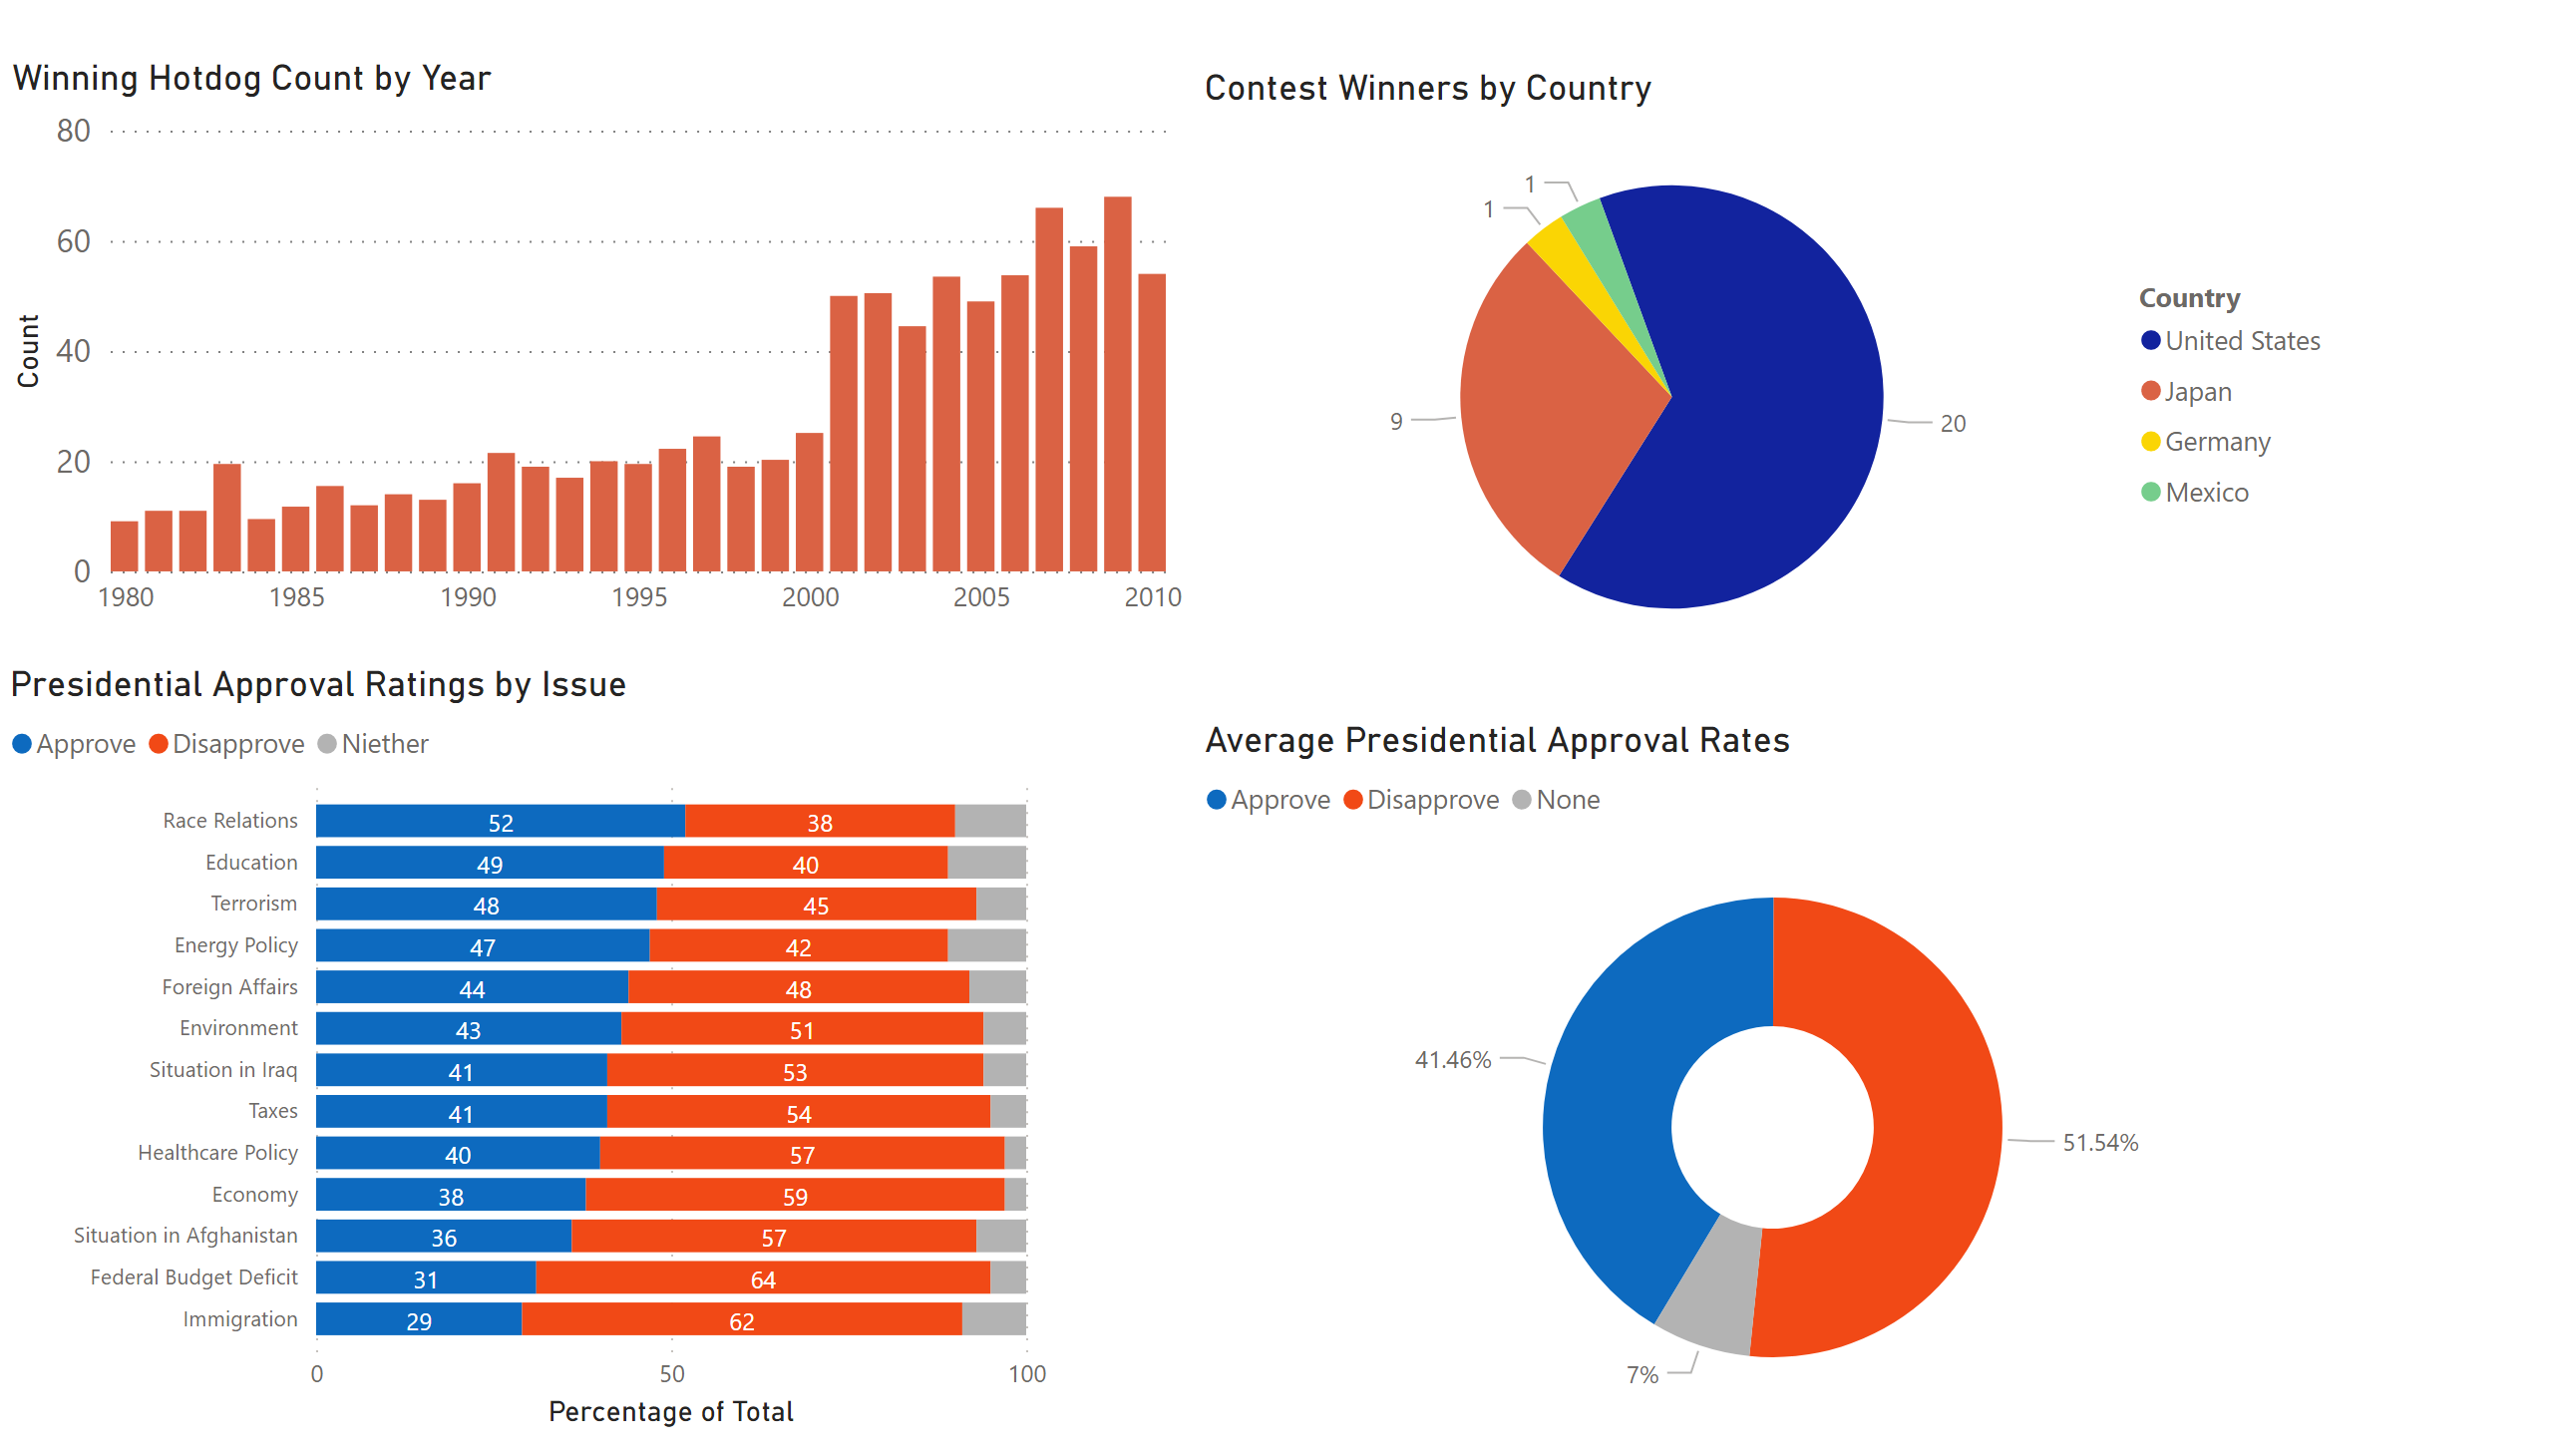 Winning Hotdog Count by Year
80
60
40
20
0
Count
1980 1985 1990 1995 2000 2005 2010
Contest Winners by Country
1
1
9
20
Country
United States
Japan
Germany
Mexico
Presidential Approval Ratings by Issue
Approve Disapprove Niether
Race Relations 52 38
Education 49 40
Terrorism 48 45
Energy Policy 47 42
Foreign Affairs 44 48
Environment 43 51
Situation in Iraq 41 53
Taxes 41 54
Healthcare Policy 40 57
Economy 38 59
Situation in Afghanistan 36 57
Federal Budget Deficit 31 64
Immigration 29 62
0 50 100
Percentage of Total
Average Presidential Approval Rates
Approve Disapprove None
41.46%
51.54%
7%